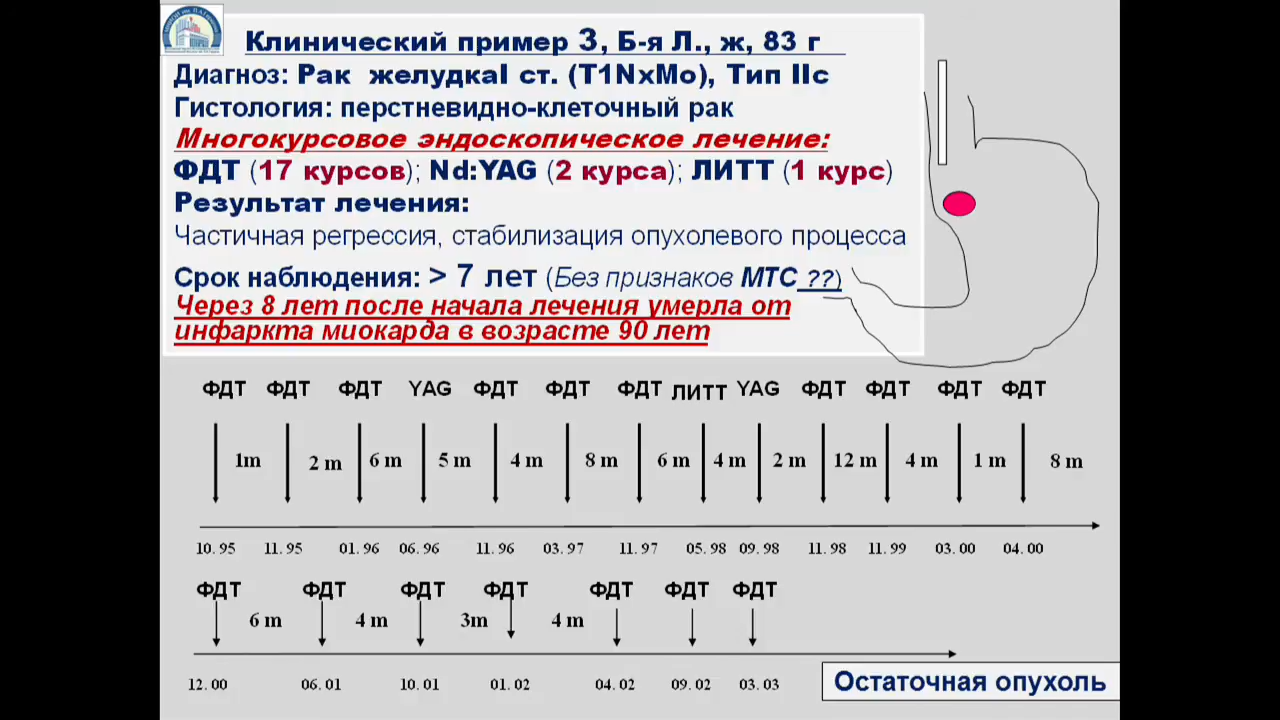 Клинический пример 3, Б-я Л., ж, 83 г
Диагноз: Рак желудкаI ст. (T1NxMo), Тип IIc
Гистология: перстневидно-клеточный рак
Многокурсовое эндоскопическое лечение:
ФДТ (17 курсов); Nd:YAG (2 курса); ЛИТТ (1 курс)
Результат лечения:
Частичная регрессия, стабилизация опухолевого процесса
Срок наблюдения: > 7 лет (Без признаков МТС ??)
Через 8 лет после начала лечения умерла от
инфаркта миокарда в возрасте 90 лет
ФДТ ФДТ ФДТ YAG ФДТ ФДТ ФДТ ЛИТТ YAG ФДТ ФДТ ФДТ ФДТ
1m 2 m 6 m 5 m 4 m 8 m 6 m 4 m 2 m 12 m 4 m 1 m 8 m
10. 95 11. 95 01. 96 06. 96 11. 96 03. 97 11. 97 05. 98 09. 98 11. 98 11. 99 03. 00 04. 00
ФДТ ФДТ ФДТ ФДТ ФДТ ФДТ ФДТ
6 m 4 m 3m 4 m
12. 00 06. 01 10. 01 01. 02 04. 02 09. 02 03. 03
Остаточная опухоль